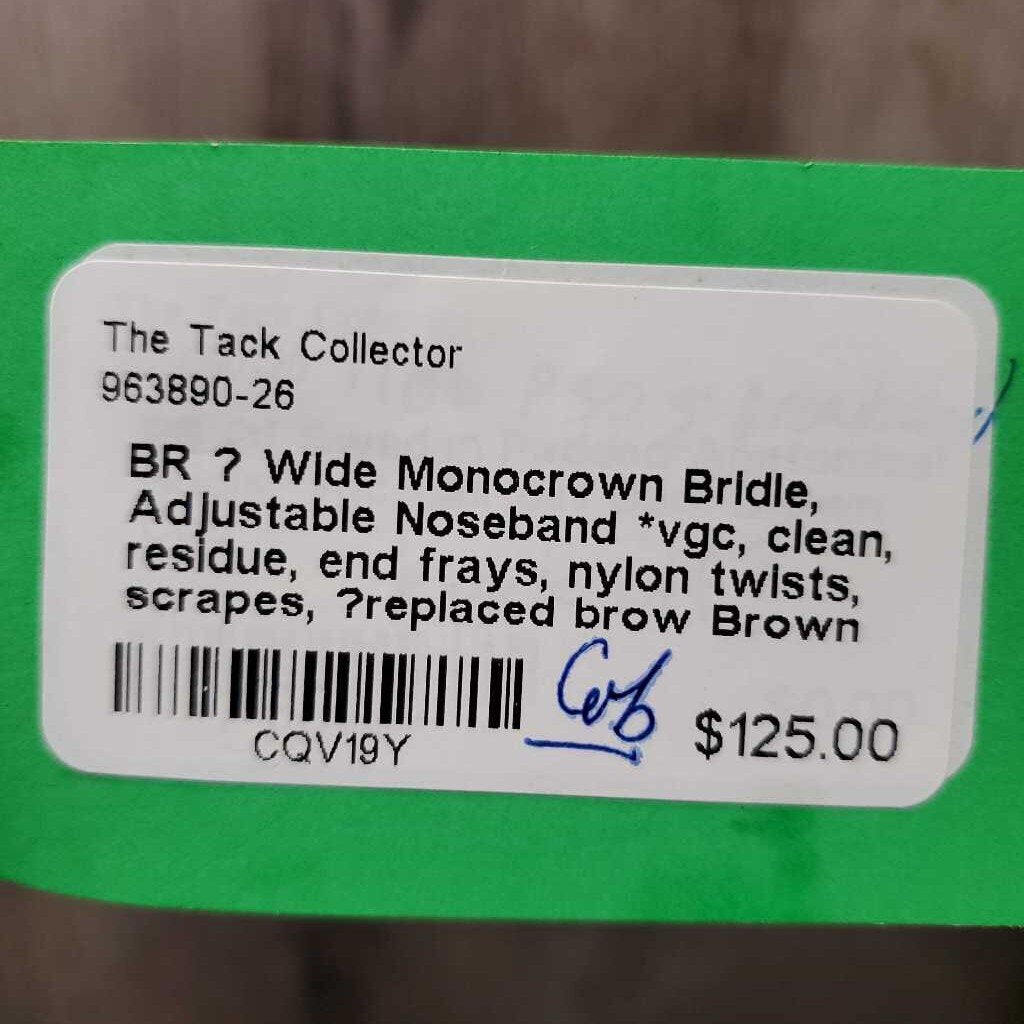 The Tack Collector
963890-26
BR ? Wide Monocrown Bridle,
Adjustable Noseband *vgc, clean,
residue, end frays, nylon twists,
scrapes, ?replaced brow Brown
Cob
CQV19Y
$125.00